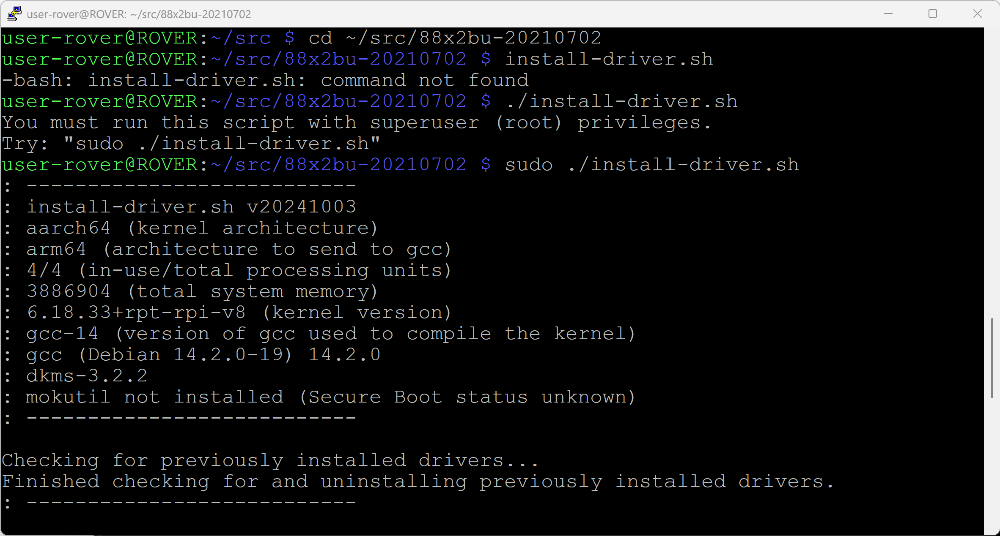 user-rover@ROVER: ~/src/88x2bu-20210702
user-rover@ROVER:~/src $ cd ~/src/88x2bu-20210702
user-rover@ROVER:~/src/88x2bu-20210702 $ install-driver.sh
-bash: install-driver.sh: command not found
user-rover@ROVER:~/src/88x2bu-20210702 $ ./install-driver.sh
You must run this script with superuser (root) privileges.
Try: "sudo ./install-driver.sh"
user-rover@ROVER:~/src/88x2bu-20210702 $ sudo ./install-driver.sh
: ---------------------------
: install-driver.sh v20241003
: aarch64 (kernel architecture)
: arm64 (architecture to send to gcc)
: 4/4 (in-use/total processing units)
: 3886904 (total system memory)
: 6.18.33+rpt-rpi-v8 (kernel version)
: gcc-14 (version of gcc used to compile the kernel)
: gcc (Debian 14.2.0-19) 14.2.0
: dkms-3.2.2
: mokutil not installed (Secure Boot status unknown)
: ---------------------------
Checking for previously installed drivers...
Finished checking for and uninstalling previously installed drivers.
: ---------------------------